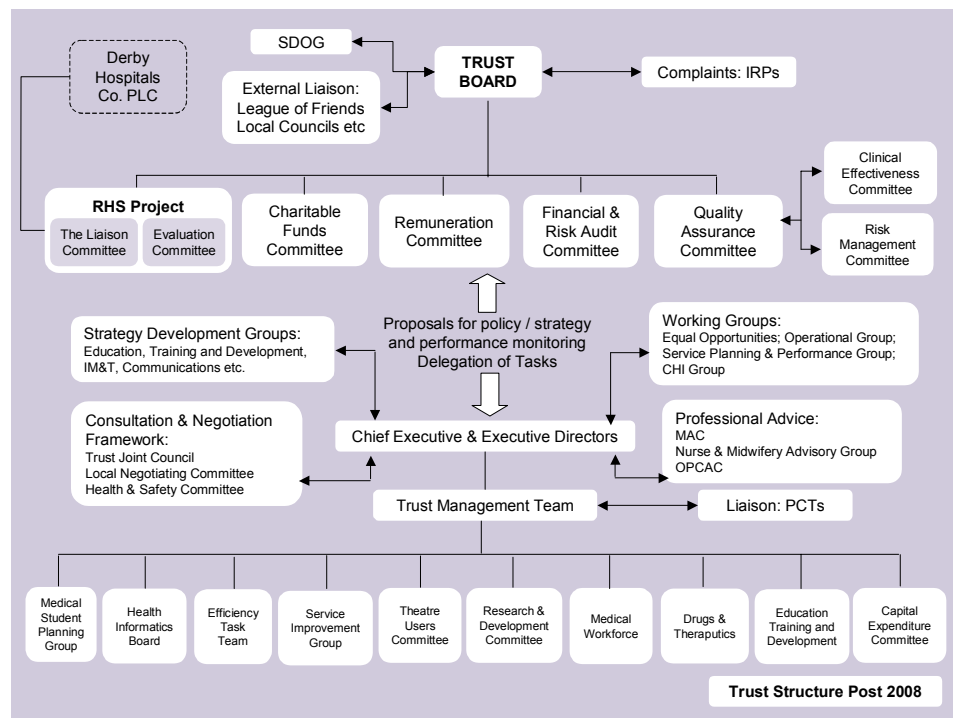 Derby
Hospitals
Co. PLC
SDOG
External Liaison:
League of Friends
Local Councils etc
TRUST
BOARD
Complaints: IRPs
RHS Project
The Liaison
Committee
Evaluation
Committee
Charitable
Funds
Committee
Remuneration
Committee
Financial &
Risk Audit
Committee
Quality
Assurance
Committee
Clinical
Effectiveness
Committee
Risk
Management
Committee
Proposals for policy / strategy
and performance monitoring
Delegation of Tasks
Strategy Development Groups:
Education, Training and Development,
IM&T, Communications etc.
Working Groups:
Equal Opportunities; Operational Group;
Service Planning & Performance Group;
CHI Group
Consultation & Negotiation
Framework:
Trust Joint Council
Local Negotiating Committee
Health & Safety Committee
Chief Executive & Executive Directors
Professional Advice:
MAC
Nurse & Midwifery Advisory Group
OPCAC
Trust Management Team
Liaison: PCTs
Medical
Student
Planning
Group
Health
Informatics
Board
Efficiency
Task
Team
Service
Improvement
Group
Theatre
Users
Committee
Research &
Development
Committee
Medical
Workforce
Drugs &
Theraputics
Education
Training and
Development
Capital
Expenditure
Committee
Trust Structure Post 2008